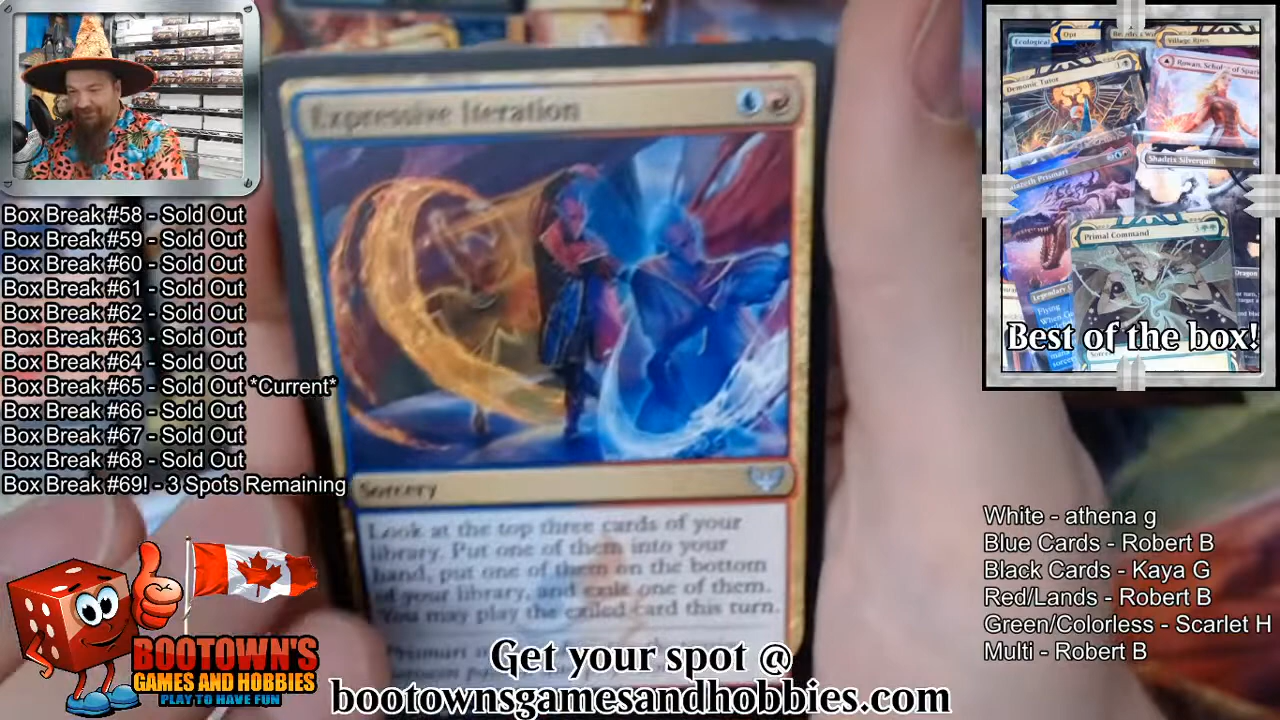 Expressive Iteration
Sorcery
Look at the top three cards of your
library. Put one of them into your
hand, put one of them on the bottom
of your library, and exile one of them.
You may play the exiled card this turn.
Box Break #58 - Sold Out
Box Break #59 - Sold Out
Box Break #60 - Sold Out
Box Break #61 - Sold Out
Box Break #62 - Sold Out
Box Break #63 - Sold Out
Box Break #64 - Sold Out
Box Break #65 - Sold Out *Current*
Box Break #66 - Sold Out
Box Break #67 - Sold Out
Box Break #68 - Sold Out
Box Break #69! - 3 Spots Remaining
BOOTOWN'S
GAMES AND HOBBIES
PLAY TO HAVE FUN
Get your spot @
bootownsgamesandhobbies.com
Ecological
Opt
Village Rites
Demonic Tutor
Rowan, Scholar of Sparks
Shadrix Silverquill
Prismari
Primal Command
Legendary
Flying
Dragon
Best of the box!
White - athena g
Blue Cards - Robert B
Black Cards - Kaya G
Red/Lands - Robert B
Green/Colorless - Scarlet H
Multi - Robert B